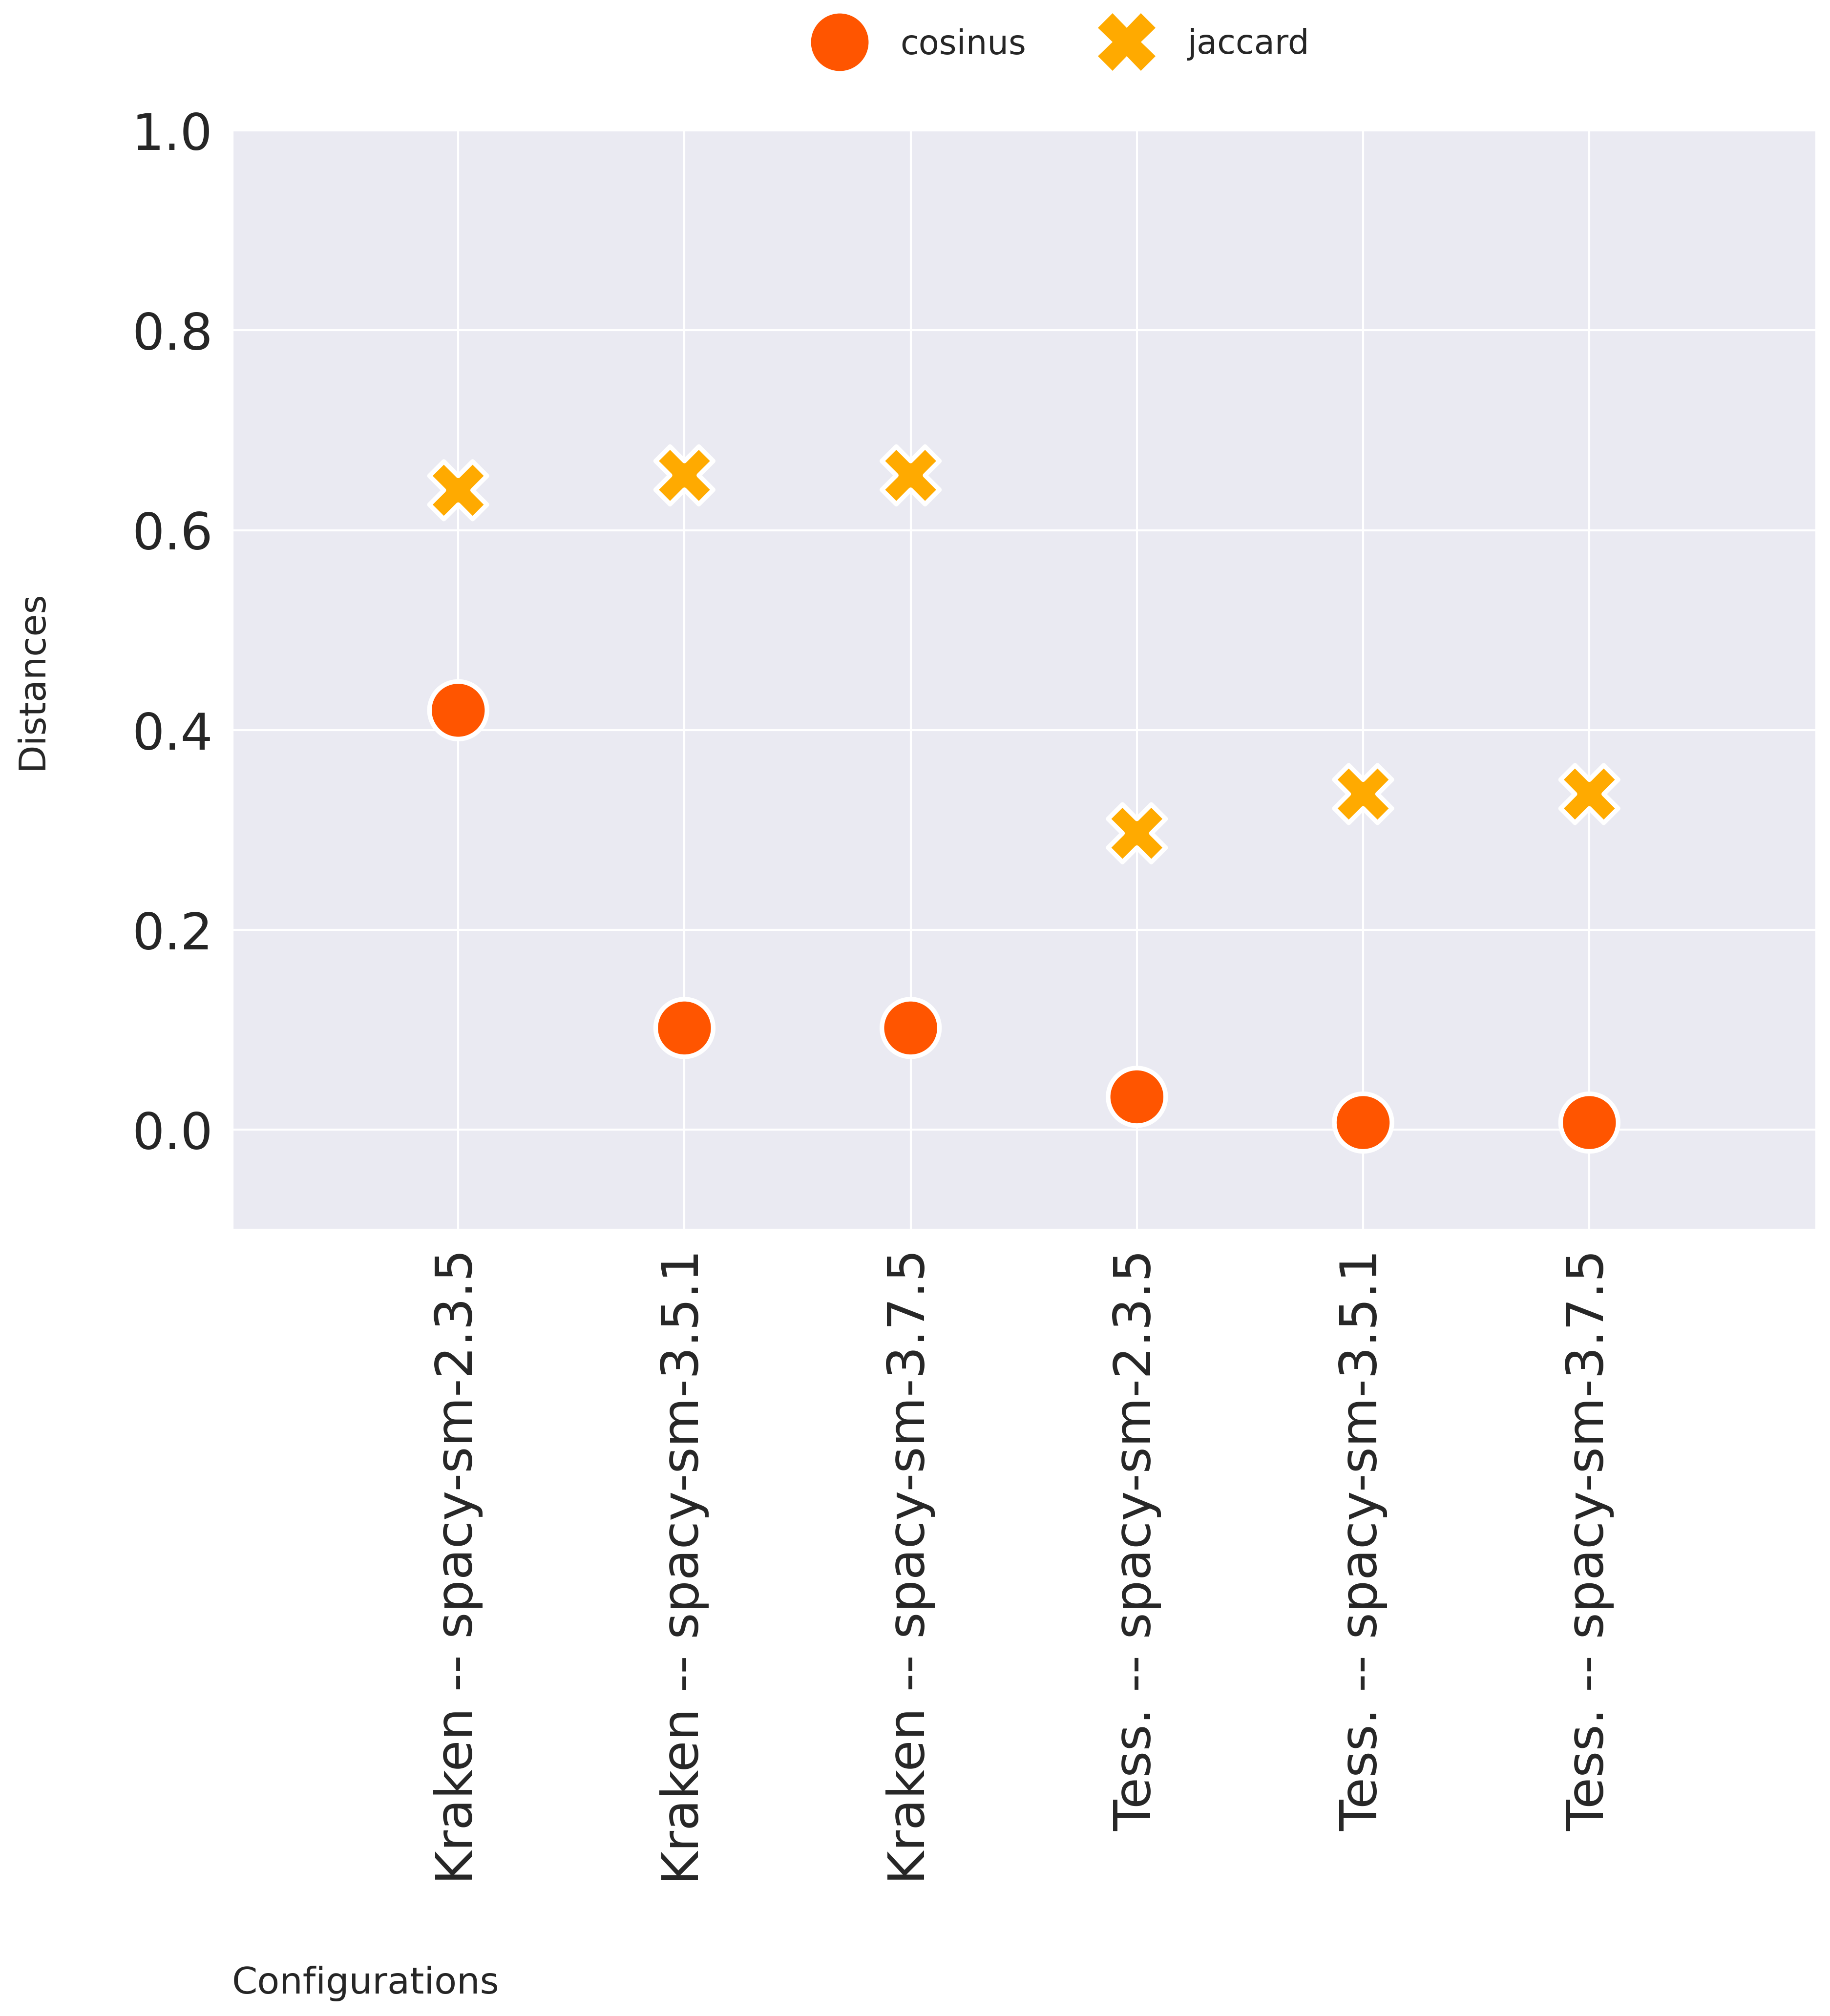 cosinus jaccard
1.0
0.8
0.6
0.4
0.2
0.0
Distances
Kraken -- spacy-sm-2.3.5
Kraken -- spacy-sm-3.5.1
Kraken -- spacy-sm-3.7.5
Tess. -- spacy-sm-2.3.5
Tess. -- spacy-sm-3.5.1
Tess. -- spacy-sm-3.7.5
Configurations